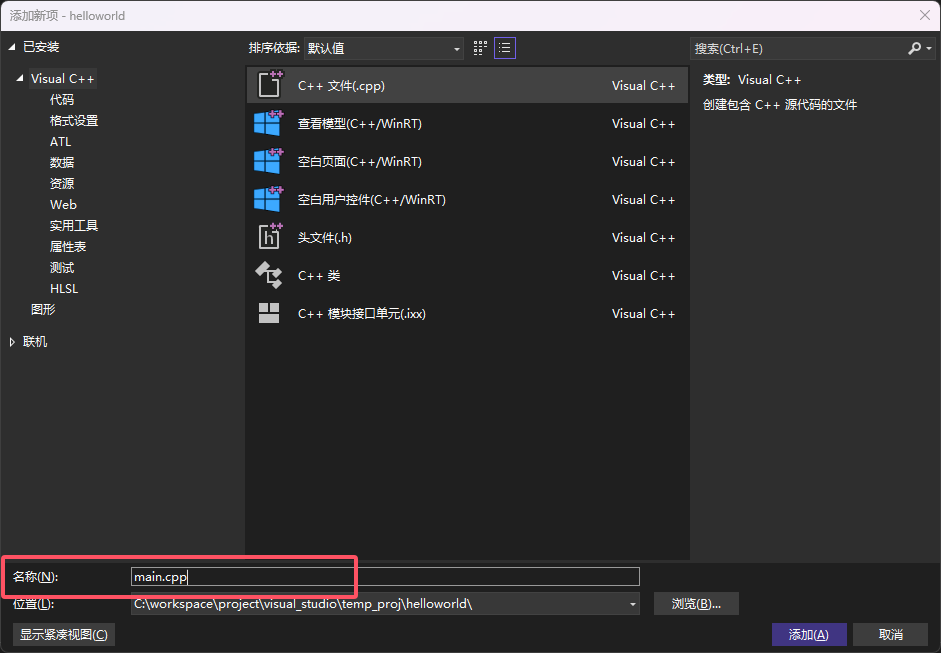 添加新项 - helloworld
已安装
Visual C++
代码
格式设置
ATL
数据
资源
Web
实用工具
属性表
测试
HLSL
图形
联机
排序依据: 默认值
C++ 文件(.cpp) Visual C++
查看模型(C++/WinRT) Visual C++
空白页面(C++/WinRT) Visual C++
空白用户控件(C++/WinRT) Visual C++
头文件(.h) Visual C++
C++ 类 Visual C++
C++ 模块接口单元(.ixx) Visual C++
搜索(Ctrl+E)
类型: Visual C++
创建包含 C++ 源代码的文件
名称(N): main.cpp
位置(L): C:\workspace\project\visual_studio\temp_proj\helloworld\ 浏览(B)...
显示紧凑视图(C) 添加(A) 取消